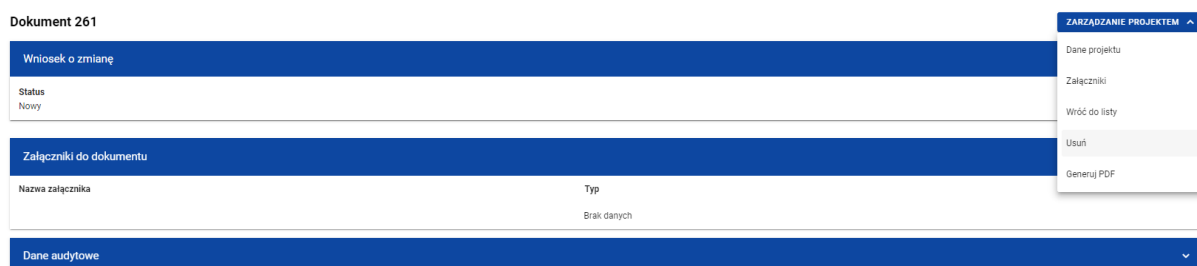 Dokument 261
ZARZĄDZANIE PROJEKTEM
Dane projektu
Załączniki
Wróć do listy
Usuń
Generuj PDF
Wniosek o zmianę
Status
Nowy
Załączniki do dokumentu
Nazwa załącznika Typ
Brak danych
Dane audytowe